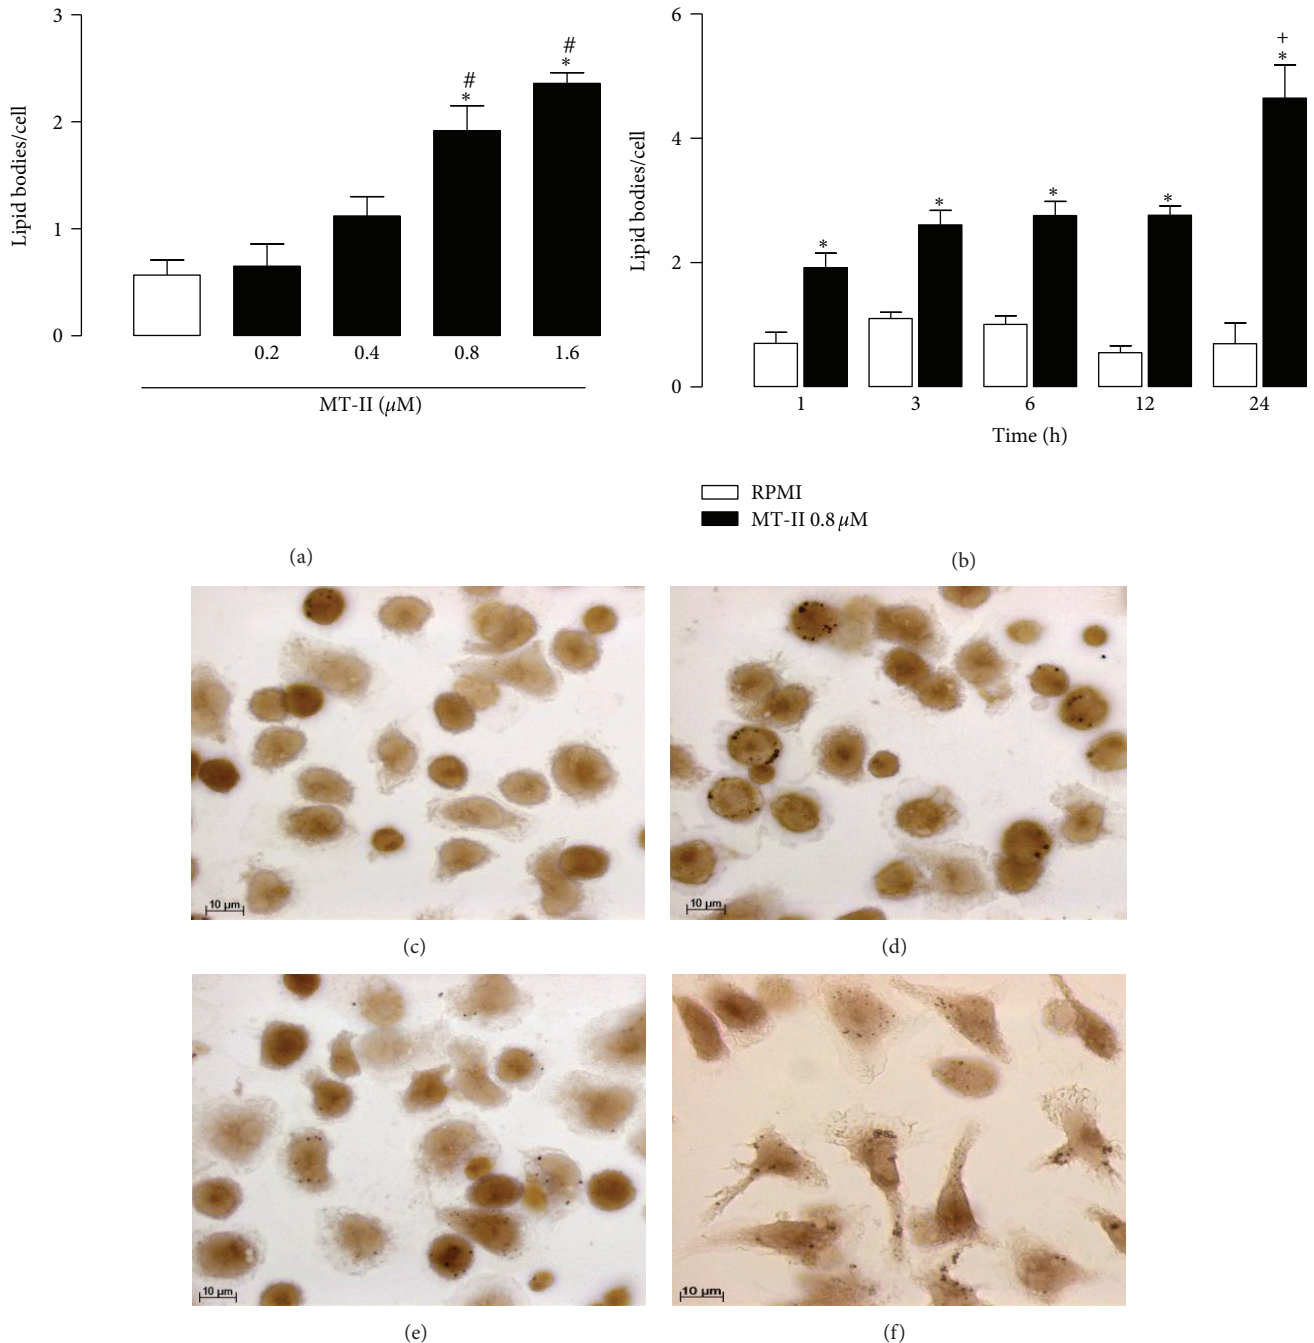 3
2
1
0
Lipid bodies/cell
* #
* #
0.2 0.4 0.8 1.6
MT-II (μM)
(a)
6
4
2
0
Lipid bodies/cell
* * * * * +
1 3 6 12 24
Time (h)
RPMI
MT-II 0.8 μM
(b)
10 μm
(c)
10 μm
(d)
10 μm
(e)
10 μm
(f)